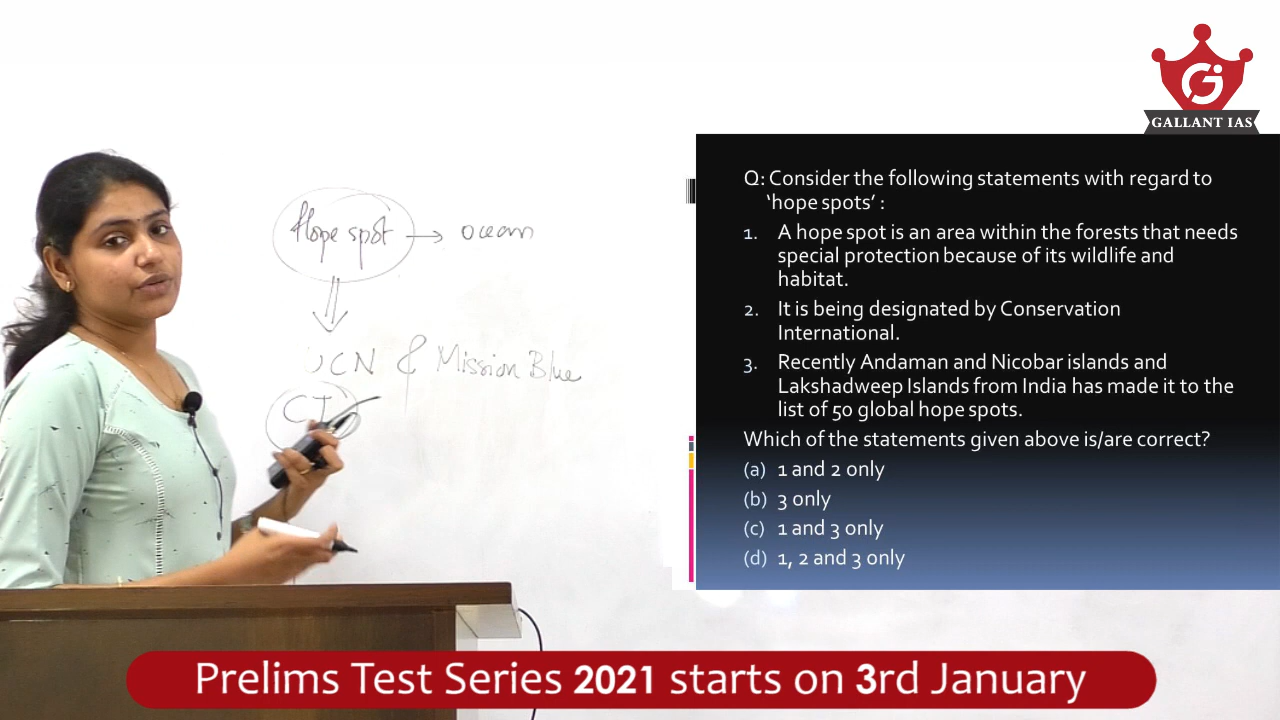 GALLANT IAS
Hope spot → ocean
UCN & Mission Blue
CI
Q: Consider the following statements with regard to
‘hope spots’ :
1. A hope spot is an area within the forests that needs
special protection because of its wildlife and
habitat.
2. It is being designated by Conservation
International.
3. Recently Andaman and Nicobar islands and
Lakshadweep Islands from India has made it to the
list of 50 global hope spots.
Which of the statements given above is/are correct?
(a) 1 and 2 only
(b) 3 only
(c) 1 and 3 only
(d) 1, 2 and 3 only
Prelims Test Series 2021 starts on 3rd January